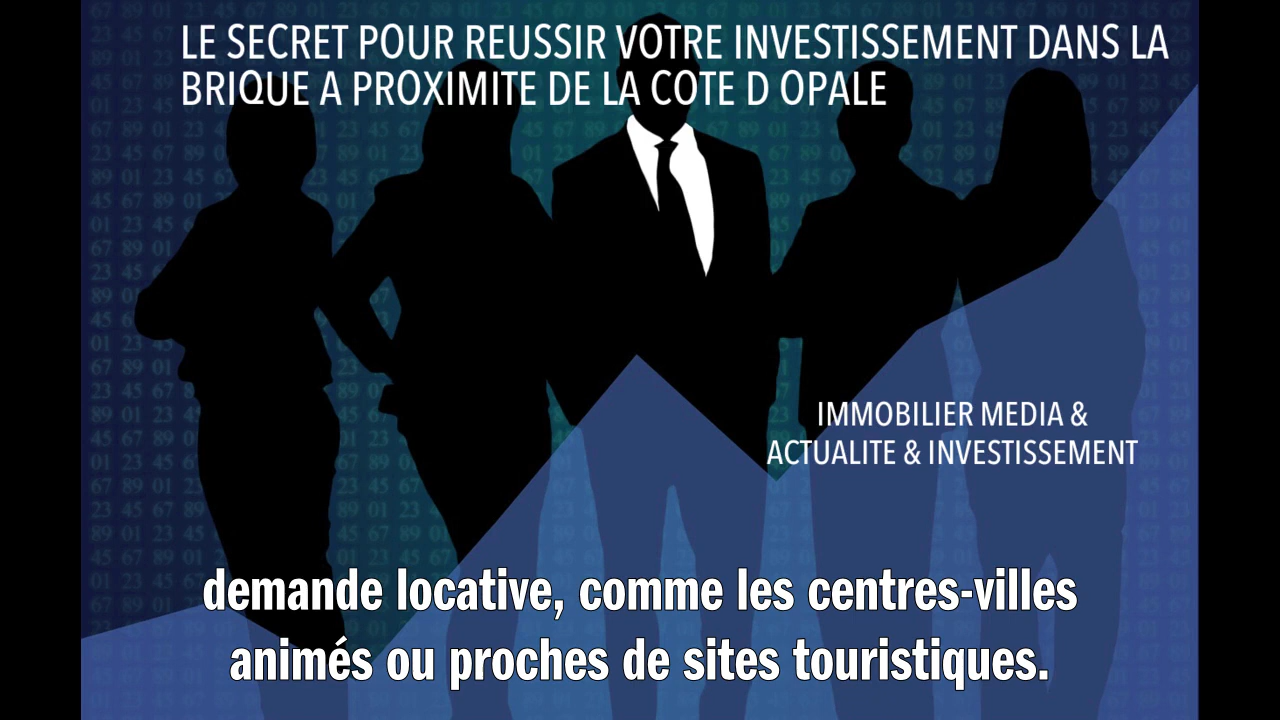 LE SECRET POUR REUSSIR VOTRE INVESTISSEMENT DANS LA
BRIQUE A PROXIMITE DE LA COTE D OPALE
IMMOBILIER MEDIA &
ACTUALITE & INVESTISSEMENT
demande locative, comme les centres-villes
animés ou proches de sites touristiques.